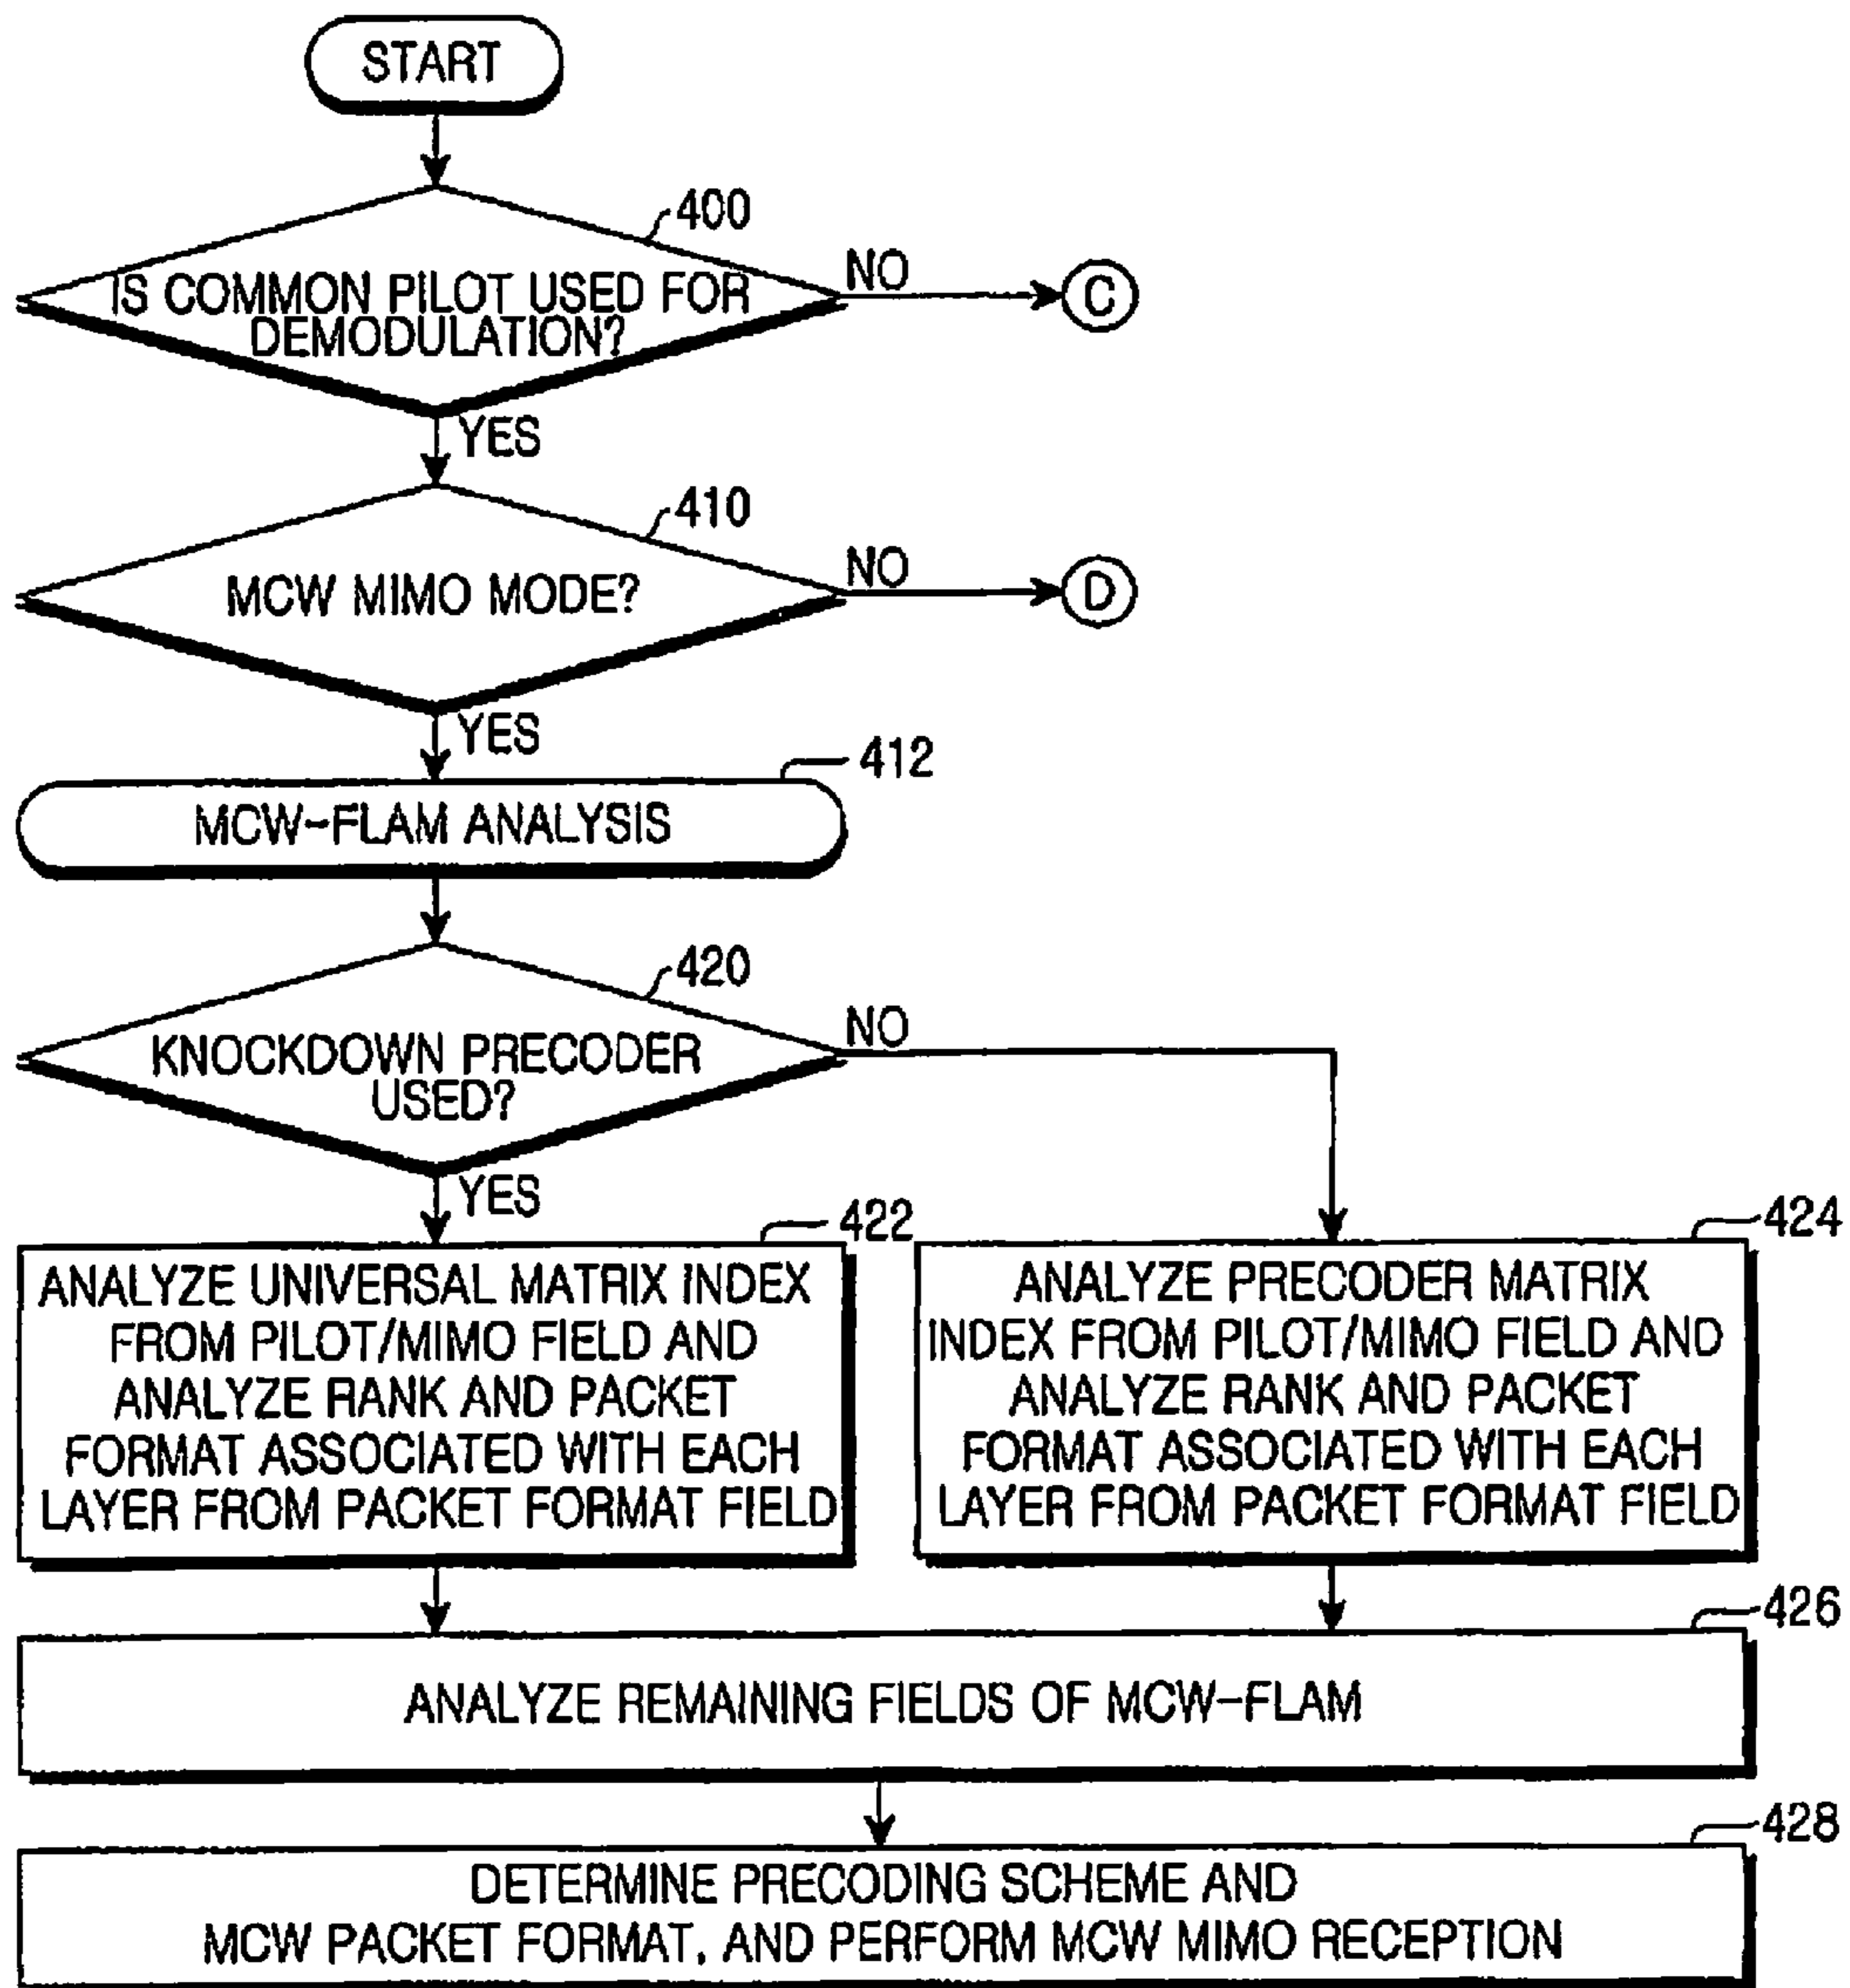 START
400
IS COMMON PILOT USED FOR
DEMODULATION?
NO
C
YES
410
MCW MIMO MODE?
NO
D
YES
412
MCW-FLAM ANALYSIS
420
KNOCKDOWN PRECODER
USED?
NO
YES
422
ANALYZE UNIVERSAL MATRIX INDEX
FROM PILOT/MIMO FIELD AND
ANALYZE RANK AND PACKET
FORMAT ASSOCIATED WITH EACH
LAYER FROM PACKET FORMAT FIELD
424
ANALYZE PRECODER MATRIX
INDEX FROM PILOT/MIMO FIELD AND
ANALYZE RANK AND PACKET
FORMAT ASSOCIATED WITH EACH
LAYER FROM PACKET FORMAT FIELD
426
ANALYZE REMAINING FIELDS OF MCW-FLAM
428
DETERMINE PRECODING SCHEME AND
MCW PACKET FORMAT, AND PERFORM MCW MIMO RECEPTION